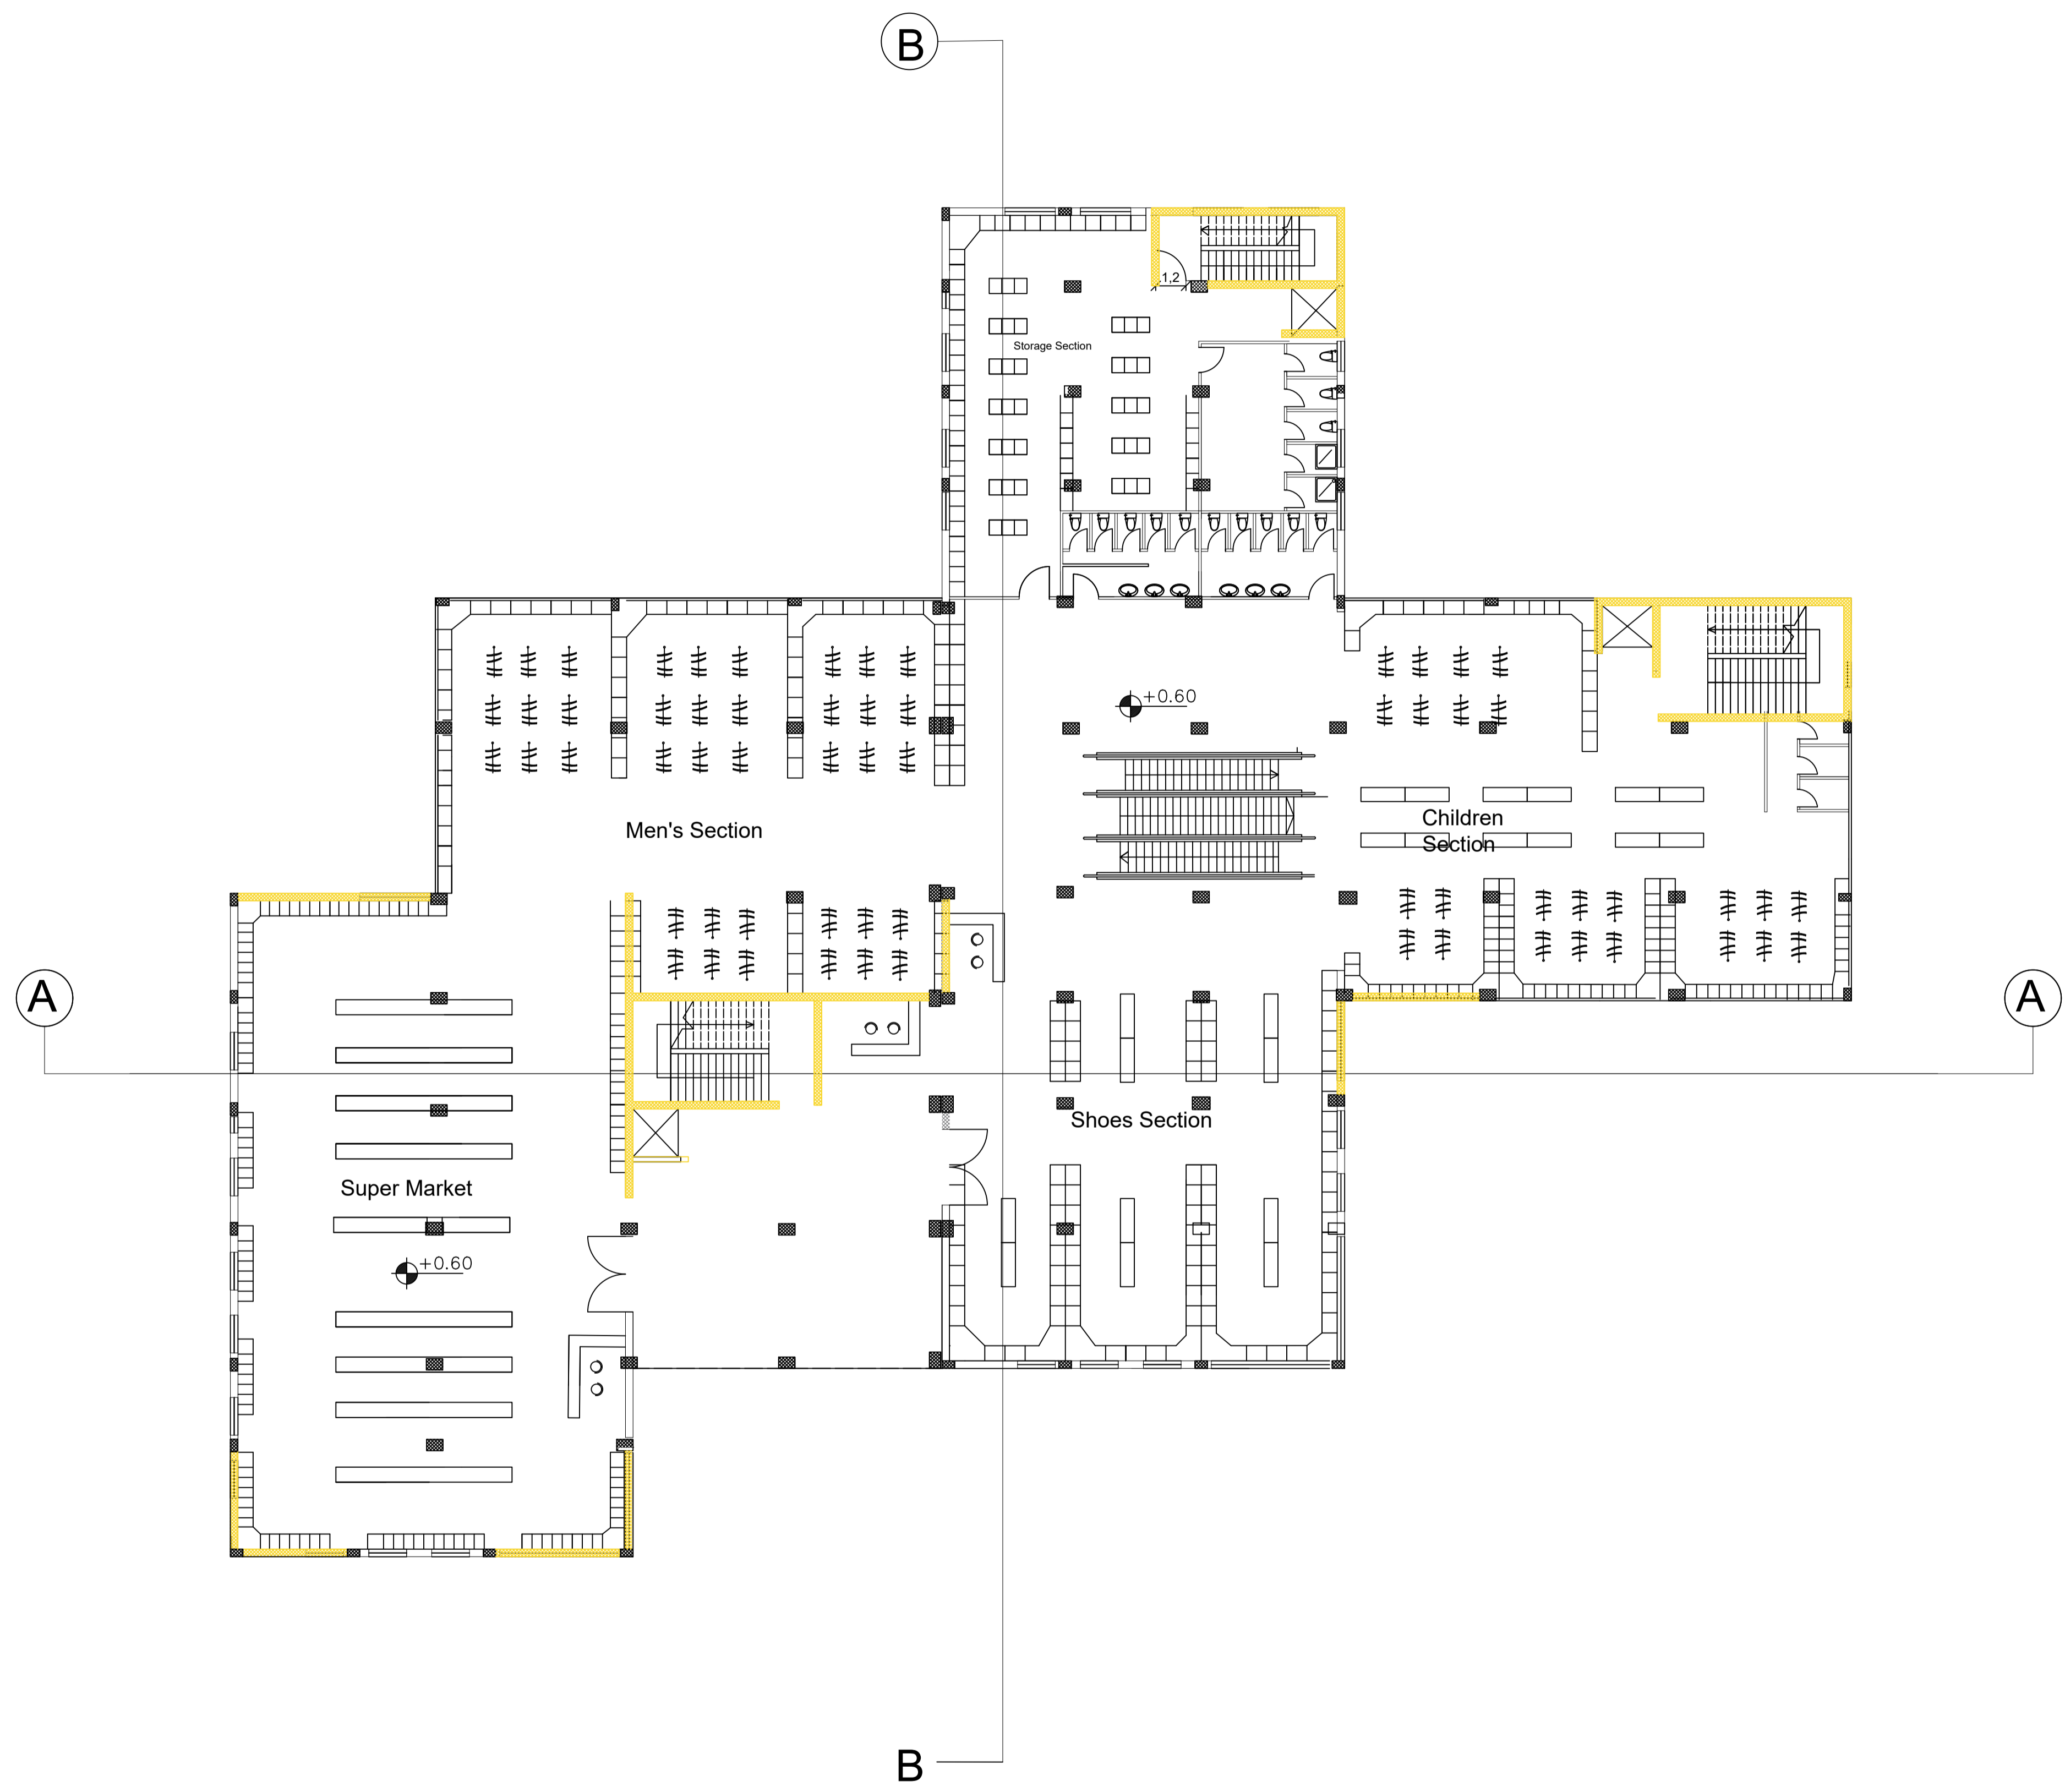 B
1,2
Storage Section
+0.60
Men's Section
Children
Section
A
A
Shoes Section
Super Market
+0.60
B